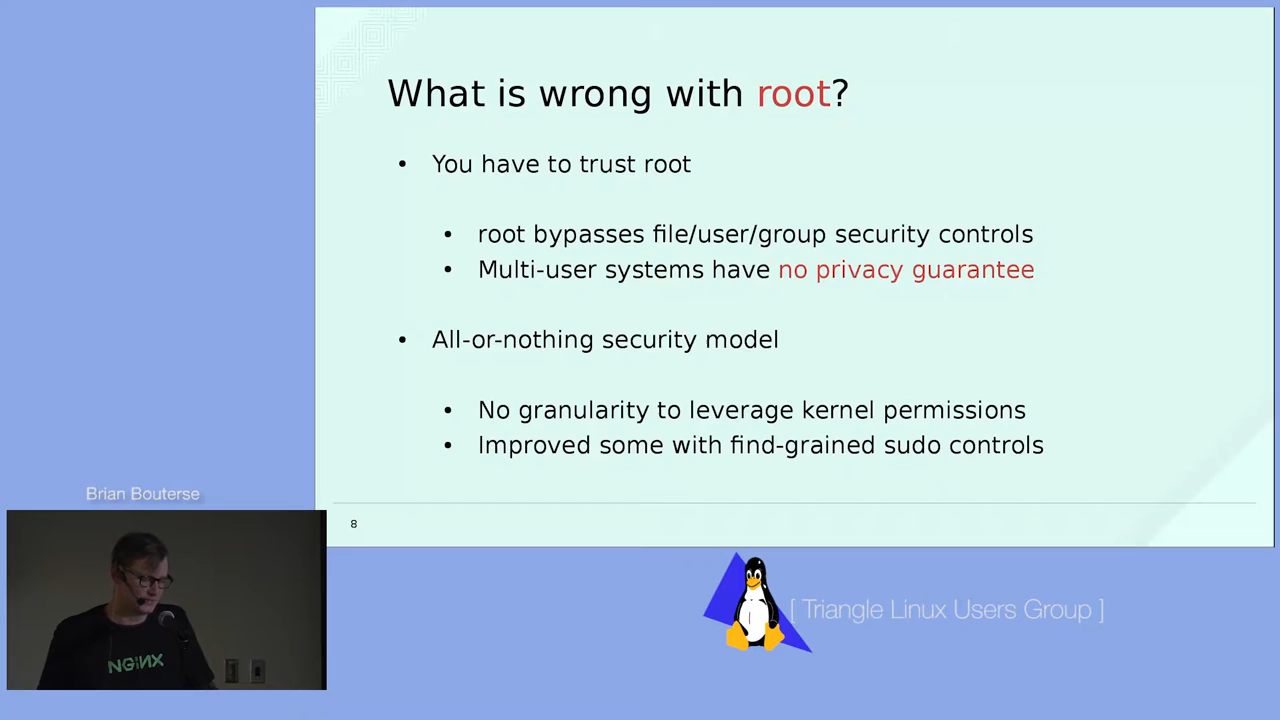 What is wrong with root?
• You have to trust root
• root bypasses file/user/group security controls
• Multi-user systems have no privacy guarantee
• All-or-nothing security model
• No granularity to leverage kernel permissions
• Improved some with find-grained sudo controls
8
Brian Bouterse
NGINX
[ Triangle Linux Users Group ]